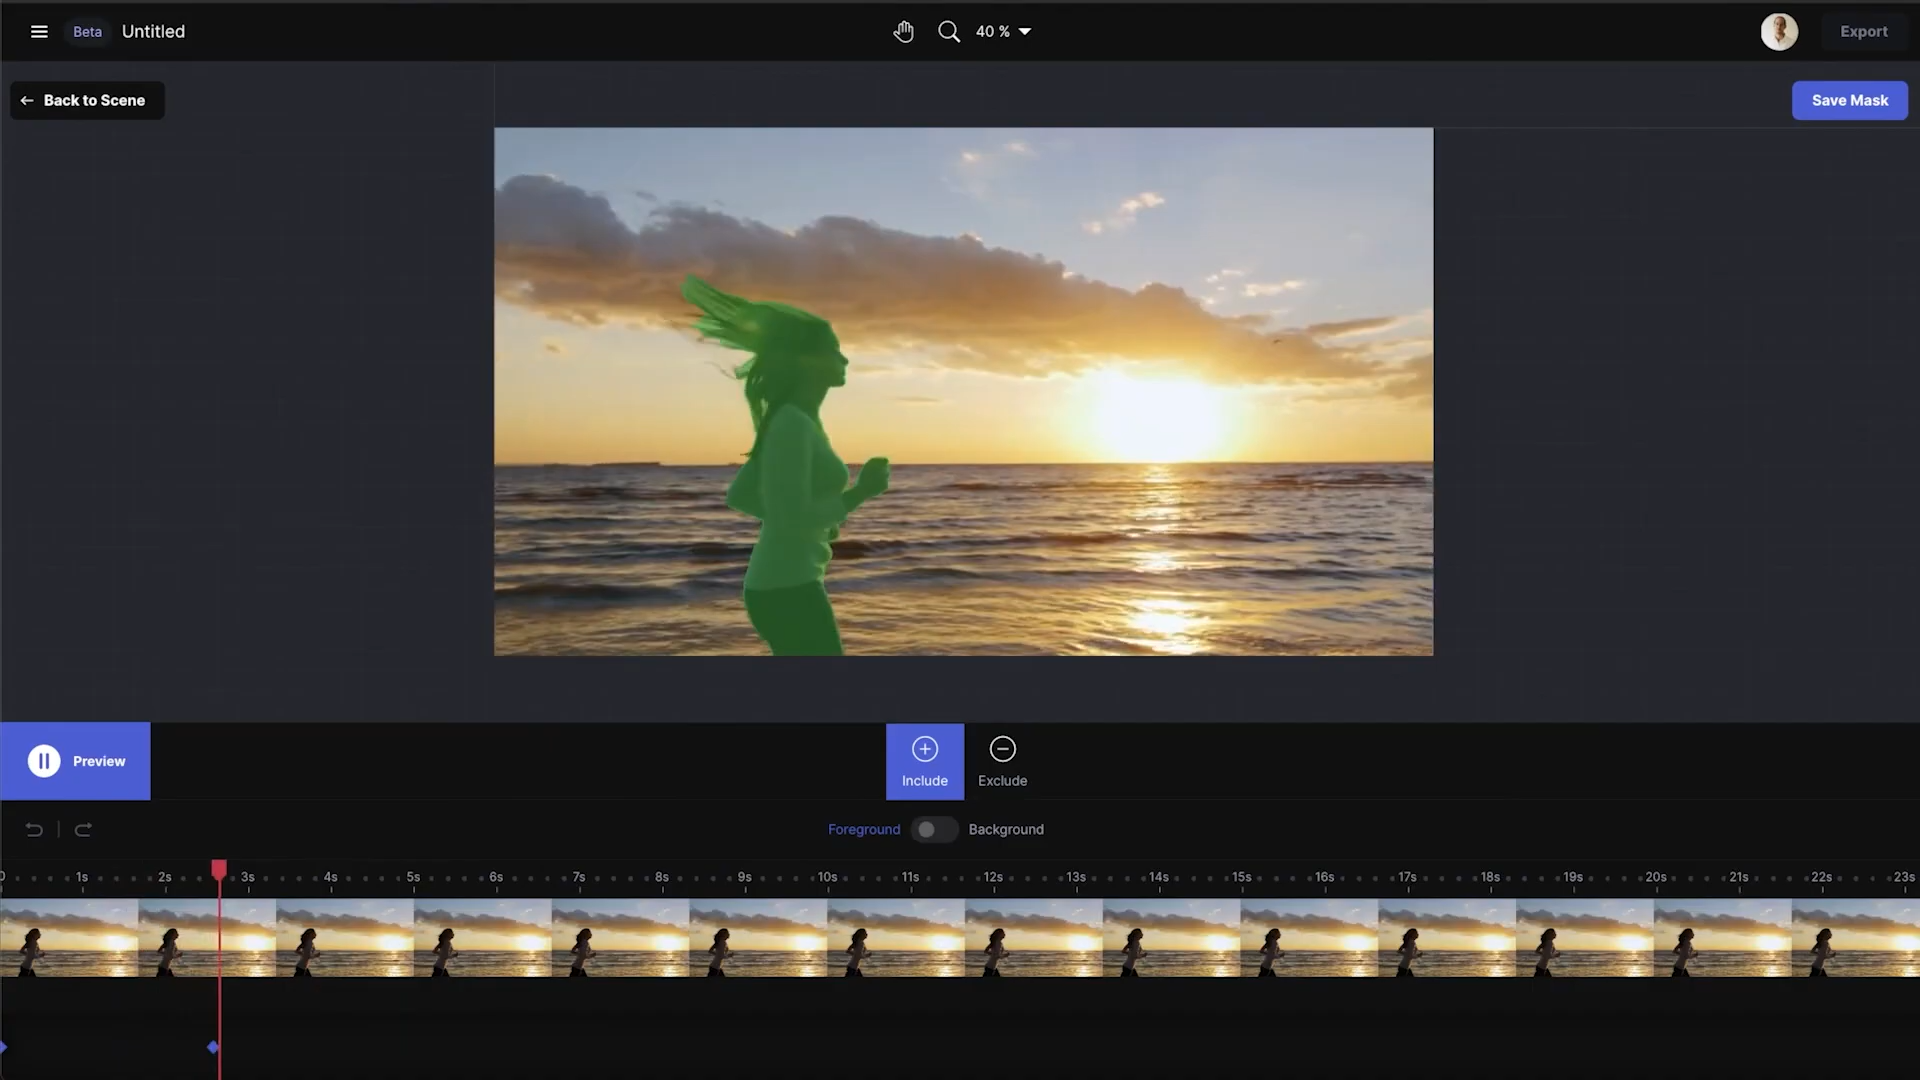 Beta Untitled 40 % Export
Back to Scene Save Mask
Preview Include Exclude
Foreground Background
0 1s 2s 3s 4s 5s 6s 7s 8s 9s 10s 11s 12s 13s 14s 15s 16s 17s 18s 19s 20s 21s 22s 23s